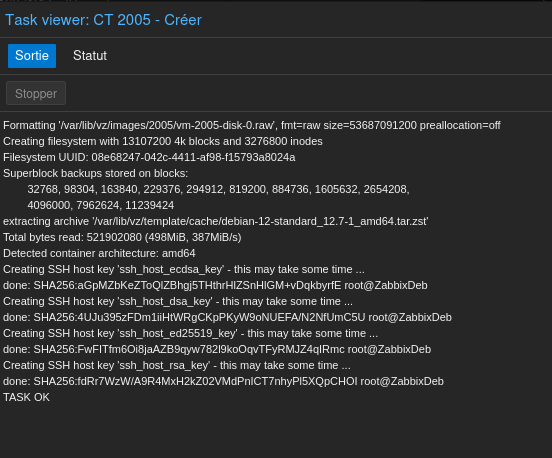 Task viewer: CT 2005 - Créer
Sortie Statut
Stopper
Formatting '/var/lib/vz/images/2005/vm-2005-disk-0.raw', fmt=raw size=53687091200 preallocation=off
Creating filesystem with 13107200 4k blocks and 3276800 inodes
Filesystem UUID: 08e68247-042c-4411-af98-f15793a8024a
Superblock backups stored on blocks:
32768, 98304, 163840, 229376, 294912, 819200, 884736, 1605632, 2654208,
4096000, 7962624, 11239424
extracting archive '/var/lib/vz/template/cache/debian-12-standard_12.7-1_amd64.tar.zst'
Total bytes read: 521902080 (498MiB, 387MiB/s)
Detected container architecture: amd64
Creating SSH host key 'ssh_host_ecdsa_key' - this may take some time ...
done: SHA256:aGpMZbKeZToQlZBhgj5THthrHlZSnHlGM+vDqkbyrfE root@ZabbixDeb
Creating SSH host key 'ssh_host_dsa_key' - this may take some time ...
done: SHA256:4UJu395zFDm1iiHtWRgCKpPKyW9oNUEFA/N2NfUmC5U root@ZabbixDeb
Creating SSH host key 'ssh_host_ed25519_key' - this may take some time ...
done: SHA256:FwFITfm6Oi8jaAZB9qyw782l9koOqvTFyRMJZ4qIRmc root@ZabbixDeb
Creating SSH host key 'ssh_host_rsa_key' - this may take some time ...
done: SHA256:fdRr7WzW/A9R4MxH2kZ02VMdPnICT7nhyPl5XQpCHOI root@ZabbixDeb
TASK OK